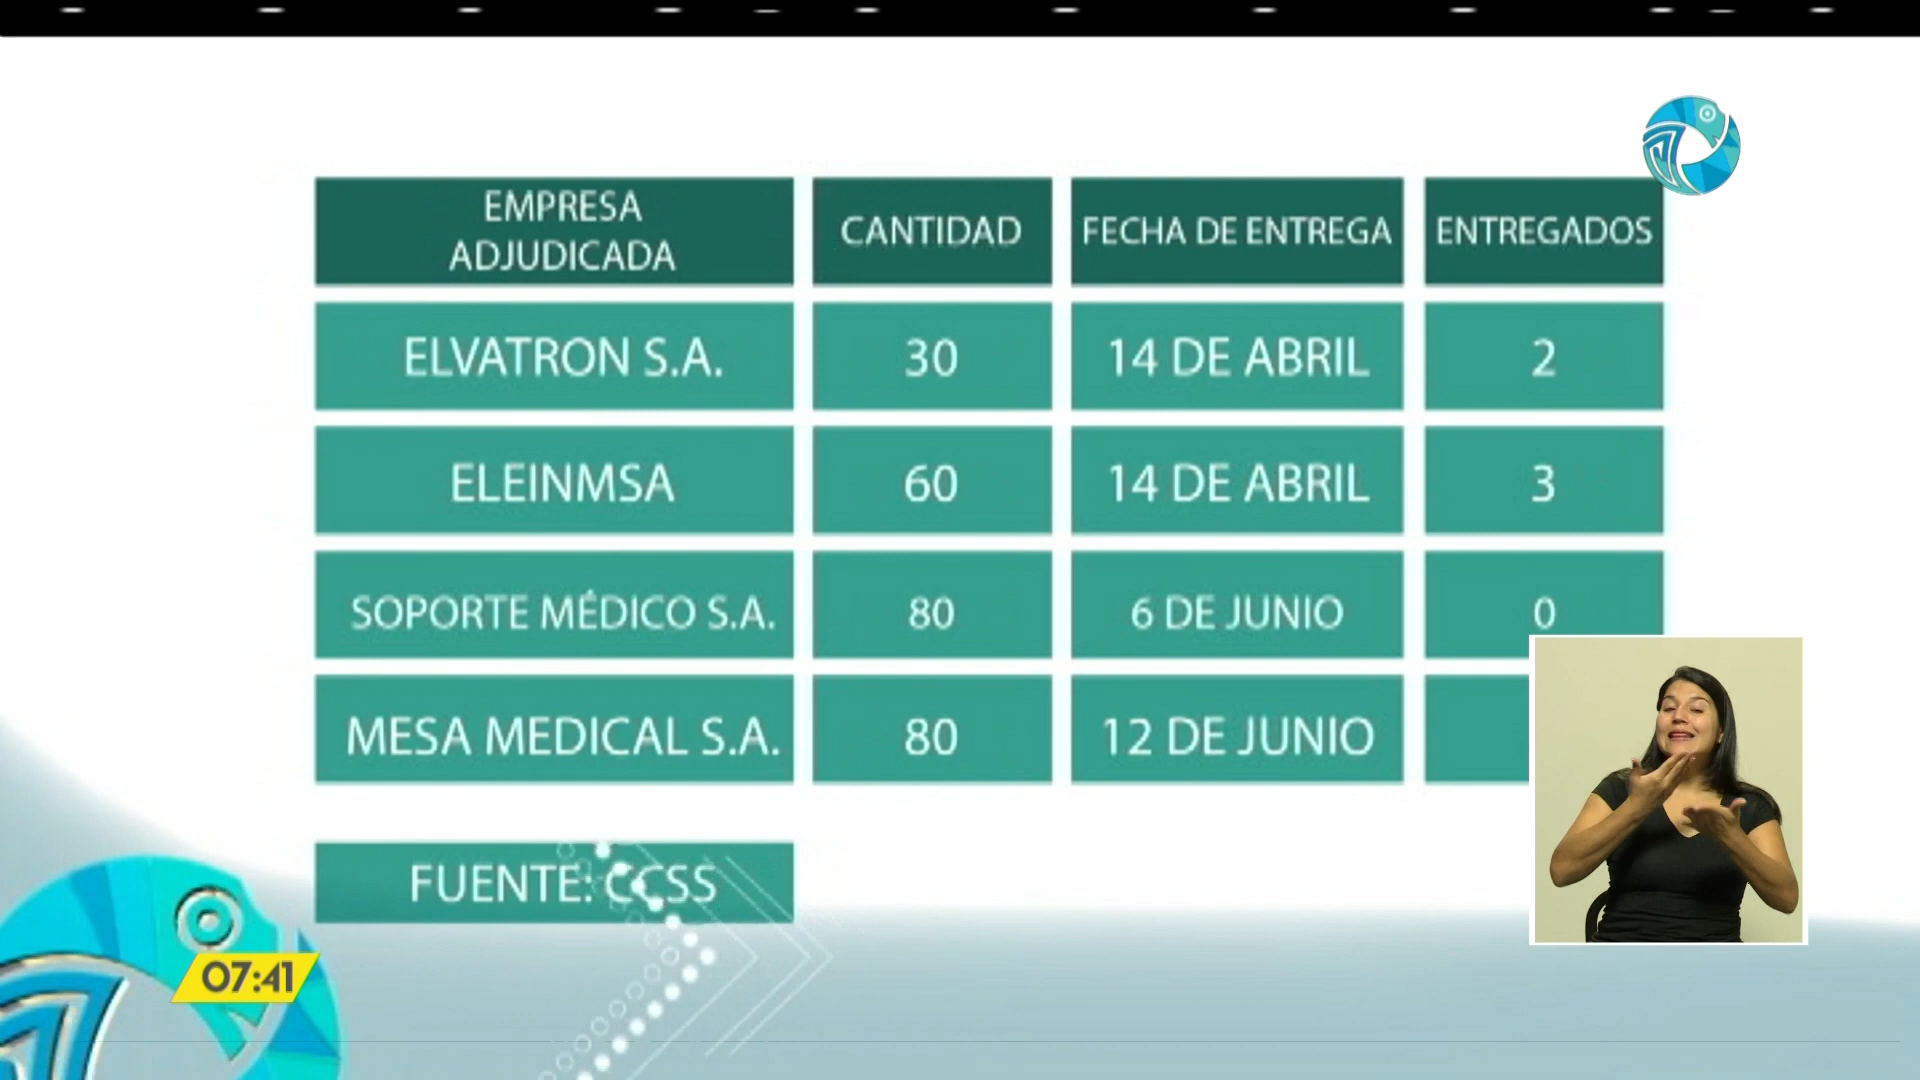 EMPRESA
ADJUDICADA
CANTIDAD
FECHA DE ENTREGA
ENTREGADOS
ELVATRON S.A.
30
14 DE ABRIL
2
ELEINMSA
60
14 DE ABRIL
3
SOPORTE MÉDICO S.A.
80
6 DE JUNIO
0
MESA MEDICAL S.A.
80
12 DE JUNIO
FUENTE: CCSS
07:41